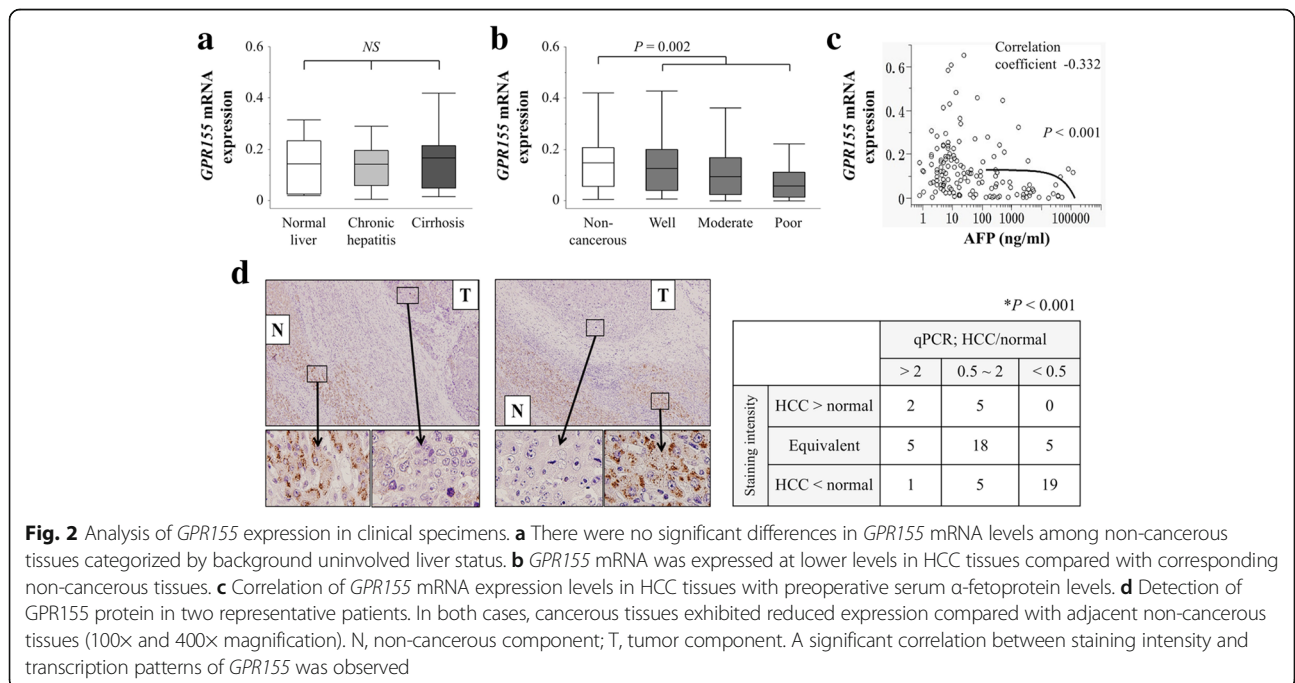 a
0.6
0.4
0.2
0
GPR155 mRNA
expression
NS
Normal
liver
Chronic
hepatitis
Cirrhosis
b
0.6
0.4
0.2
0
GPR155 mRNA
expression
P = 0.002
Non-
cancerous
Well
Moderate
Poor
c
0.6
0.4
0.2
0
GPR155 mRNA
expression
Correlation
coefficient -0.332
P < 0.001
1 10 100 1000 100000
AFP (ng/ml)
d
T
N
T
N
*P < 0.001
qPCR; HCC/normal
> 2 0.5 ~ 2 < 0.5
Staining intensity
HCC > normal 2 5 0
Equivalent 5 18 5
HCC < normal 1 5 19
Fig. 2 Analysis of GPR155 expression in clinical specimens. a There were no significant differences in GPR155 mRNA levels among non-cancerous
tissues categorized by background uninvolved liver status. b GPR155 mRNA was expressed at lower levels in HCC tissues compared with corresponding
non-cancerous tissues. c Correlation of GPR155 mRNA expression levels in HCC tissues with preoperative serum α-fetoprotein levels. d Detection of
GPR155 protein in two representative patients. In both cases, cancerous tissues exhibited reduced expression compared with adjacent non-cancerous
tissues (100× and 400× magnification). N, non-cancerous component; T, tumor component. A significant correlation between staining intensity and
transcription patterns of GPR155 was observed